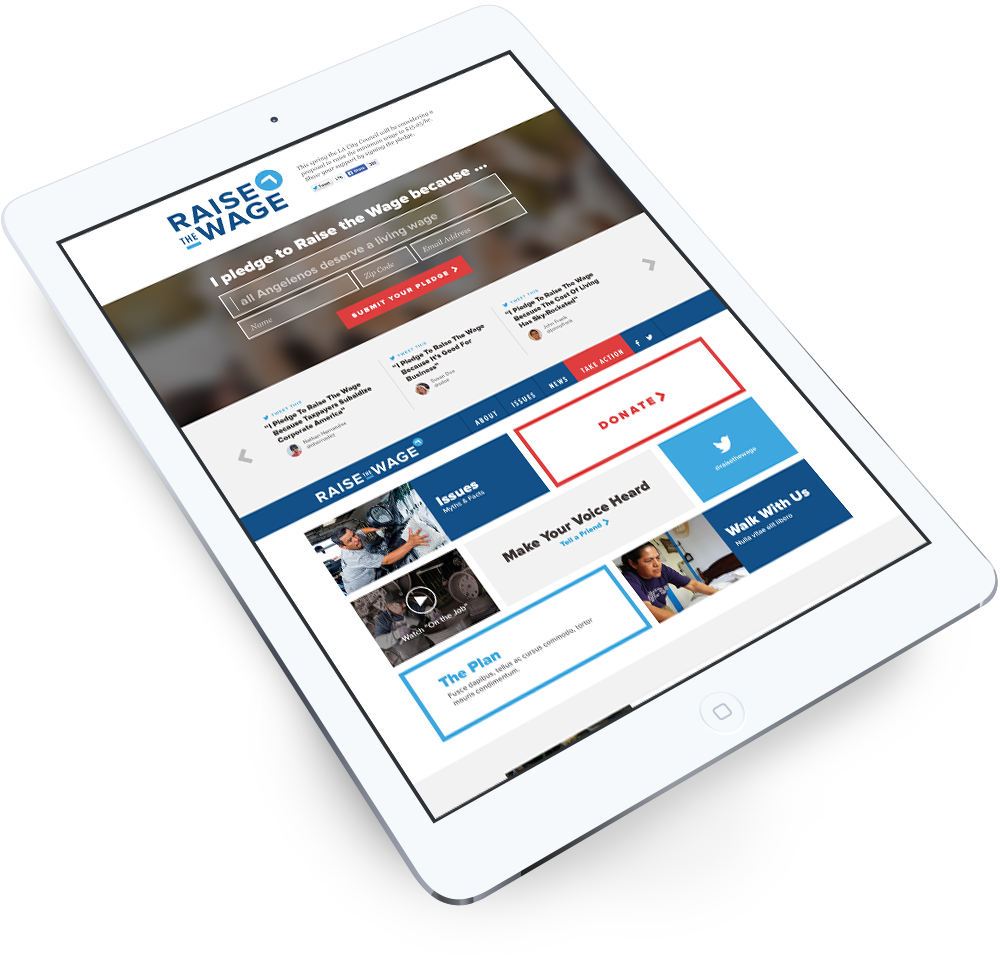 RAISE
THE WAGE
This spring the LA City Council will be considering a
proposal to raise the minimum wage to $15.25/hr.
Show your support by signing the pledge.
Tweet
Share
I pledge to Raise the Wage because ...
all Angelenos deserve a living wage
Name
Zip Code
Email Address
SUBMIT YOUR PLEDGE
TWEET THIS
"I Pledge To Raise The Wage
Because Taxpayers Subsidize
Corporate America"
Nathan Hernandez
TWEET THIS
"I Pledge To Raise The Wage
Because It's Good For
Business"
Susan Doe
TWEET THIS
"I Pledge To Raise The Wage
Because The Cost Of Living
Has Sky-Rocketed"
John Frank
RAISE THE WAGE
ABOUT
ISSUES
NEWS
TAKE ACTION
Issues
Myths & Facts
DONATE
Watch "On the Job"
Make Your Voice Heard
Tell a Friend
@raisethewage
The Plan
Fusce dapibus, tellus ac cursus commodo, tortor
mauris condimentum.
Walk With Us
Nulla vitae elit libero